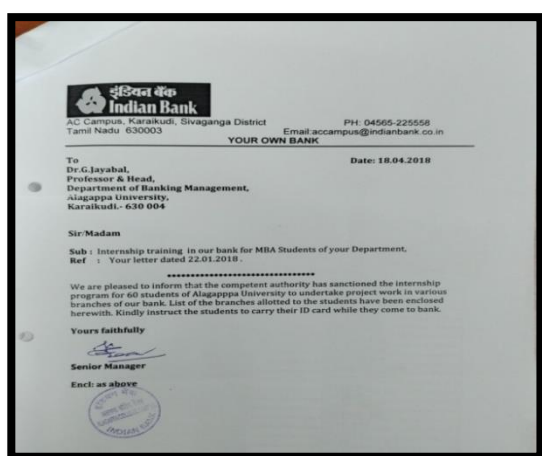 इंडियन बैंक
Indian Bank
AC Campus, Karaikudi, Sivaganga District PH: 04565-225558
Tamil Nadu 630003 Email:accampus@indianbank.co.in
YOUR OWN BANK
To Date: 18.04.2018
Dr.G.Jayabal,
Professor & Head,
Department of Banking Management,
Alagappa University,
Karaikudi.- 630 004
Sir/Madam
Sub : Internship training in our bank for MBA Students of your Department,
Ref : Your letter dated 22.01.2018 .
We are pleased to inform that the competent authority has sanctioned the internship
program for 60 students of Alagapppa University to undertake project work in various
branches of our bank. List of the branches allotted to the students have been enclosed
herewith. Kindly instruct the students to carry their ID card while they come to bank.
Yours faithfully
Senior Manager
Encl: as above
INDIAN BANK